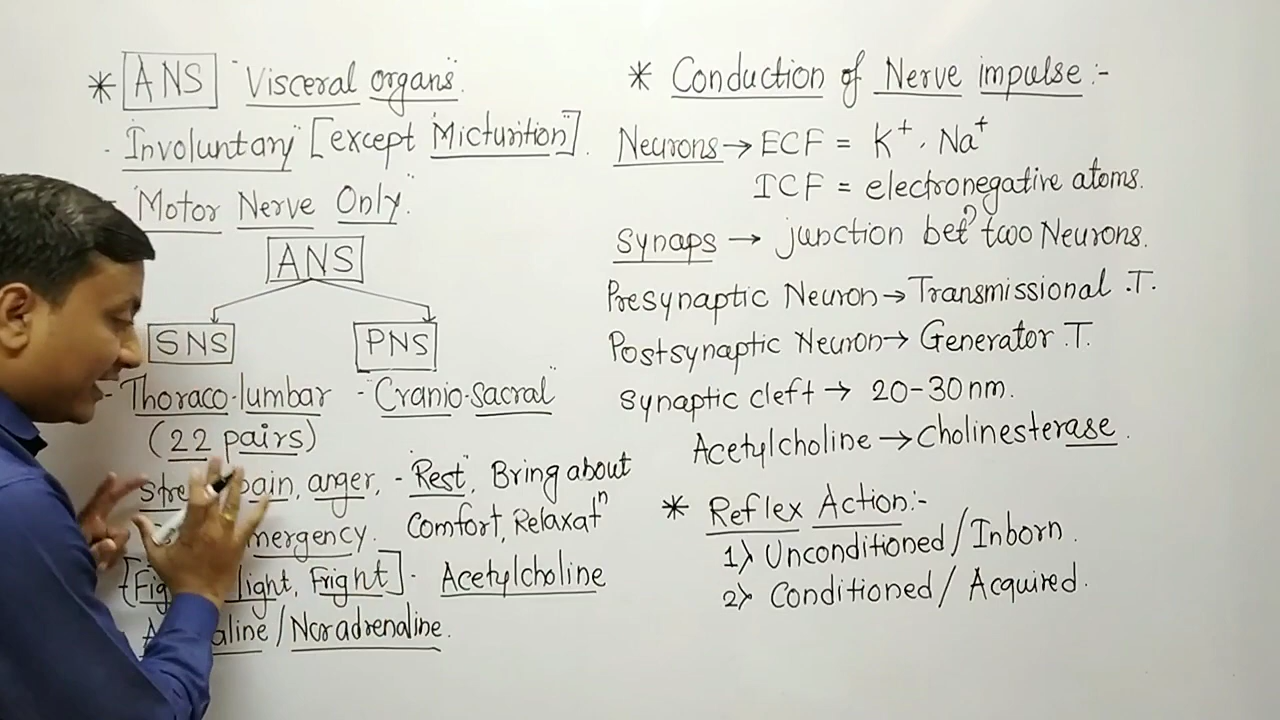 * ANS "Visceral organs".
- Involuntary [except Micturition].
"Motor Nerve Only".
ANS
SNS PNS
- Thoraco-lumbar
(22 pairs)
pain, anger,
mergency.
light, Fright]
aline / Noradrenaline.
- "Cranio-sacral"
- Rest, Bring about
Comfort, Relaxatⁿ
- Acetylcholine
* Conduction of Nerve impulse :-
Neurons → ECF = K⁺, Na⁺
ICF = electronegative atoms.
Synaps → junction betⁿ two Neurons.
Presynaptic Neuron → Transmissional .T.
Postsynaptic Neuron → Generator .T.
Synaptic cleft → 20-30nm.
Acetylcholine → Cholinesterase.
* Reflex Action :-
1) Unconditioned / Inborn.
2) Conditioned / Acquired.